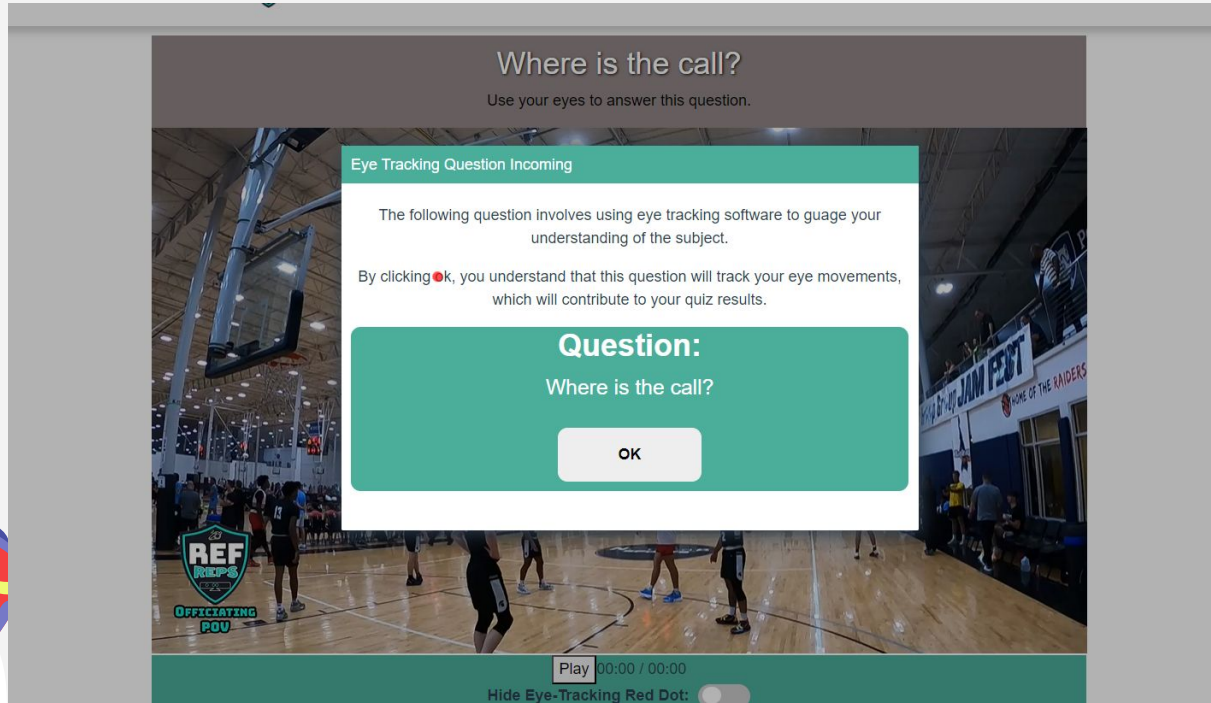 Where is the call?
Use your eyes to answer this question.
Eye Tracking Question Incoming
The following question involves using eye tracking software to guage your
understanding of the subject.
By clicking ok, you understand that this question will track your eye movements,
which will contribute to your quiz results.
Question:
Where is the call?
OK
JAM FEST
HOME OF THE RAIDERS
13
REF
REPS
OFFICIATING
POV
Play 00:00 / 00:00
Hide Eye-Tracking Red Dot: